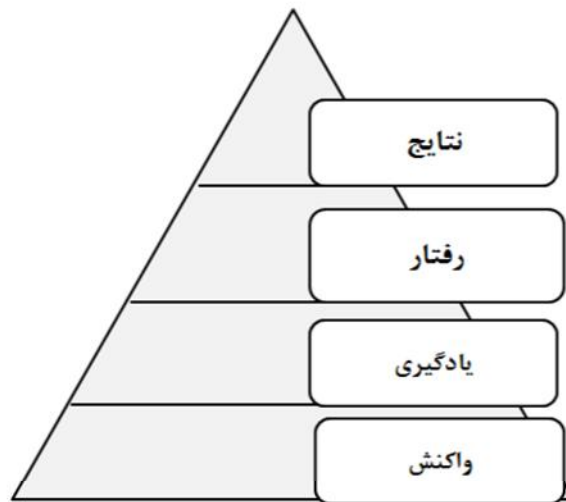 نتایج
رفتار
یادگیری
واکنش